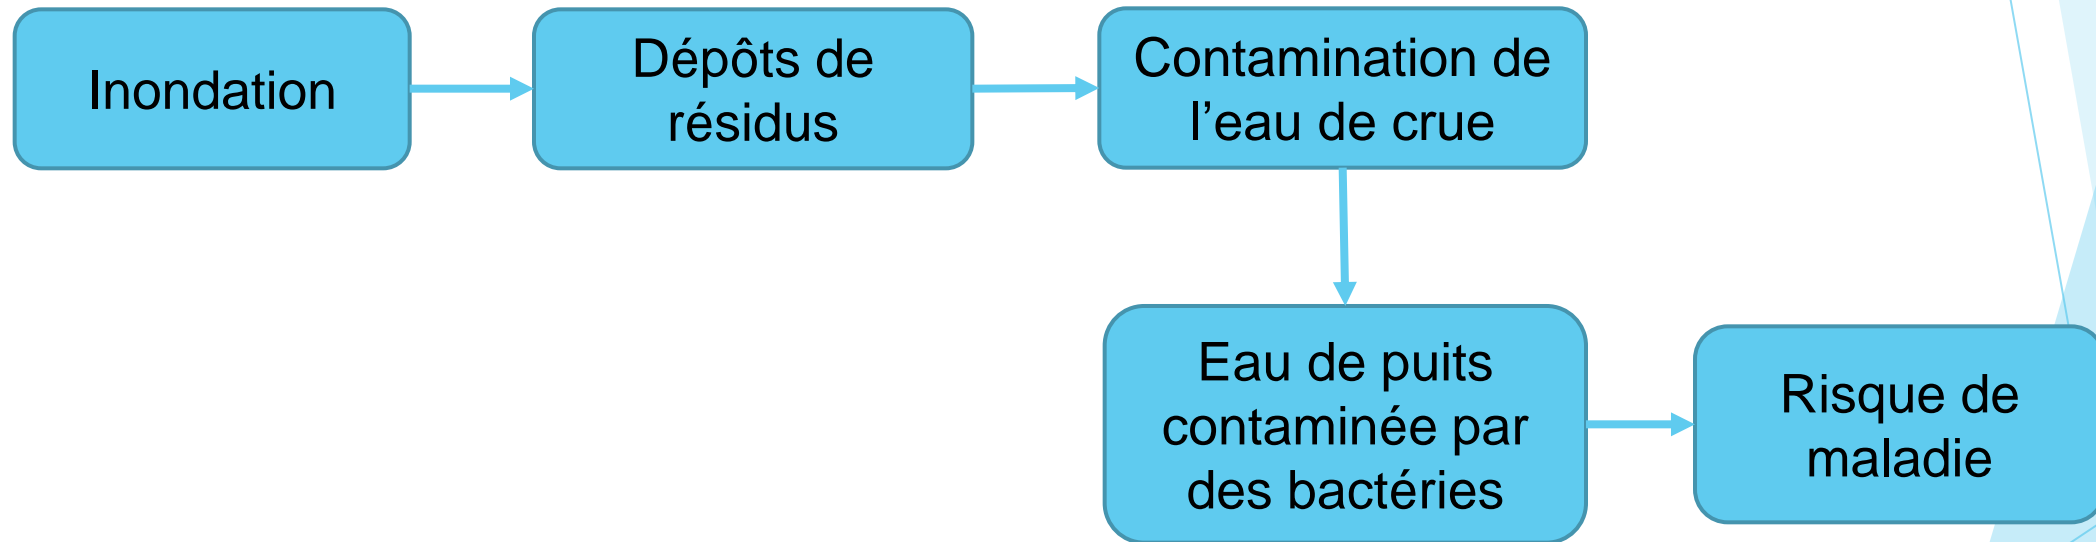 Inondation
Dépôts de
résidus
Contamination de
l’eau de crue
Eau de puits
contaminée par
des bactéries
Risque de
maladie